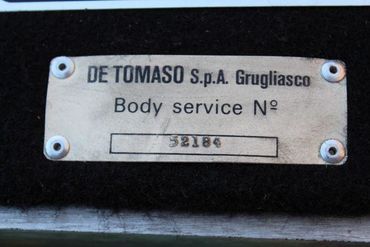 DE TOMASO S.p.A. Grugliasco
Body service Nº
52184